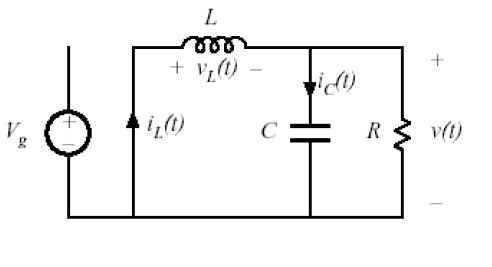 L
+ v_L(t) −
i_C(t)
+
V_g
+
−
i_L(t)
C
R
v(t)
−